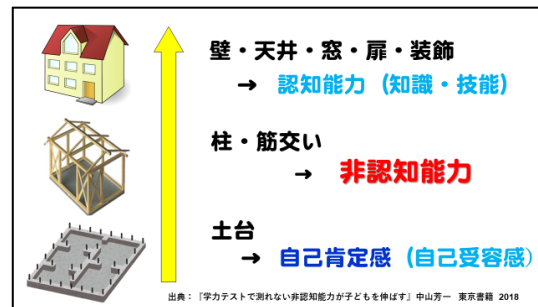 壁・天井・窓・扉・装飾
→ 認知能力（知識・技能）
柱・筋交い
→ 非認知能力
土台
→ 自己肯定感（自己受容感）
出典：『学力テストで測れない非認知能力が子どもを伸ばす』中山芳一 東京書籍 2018